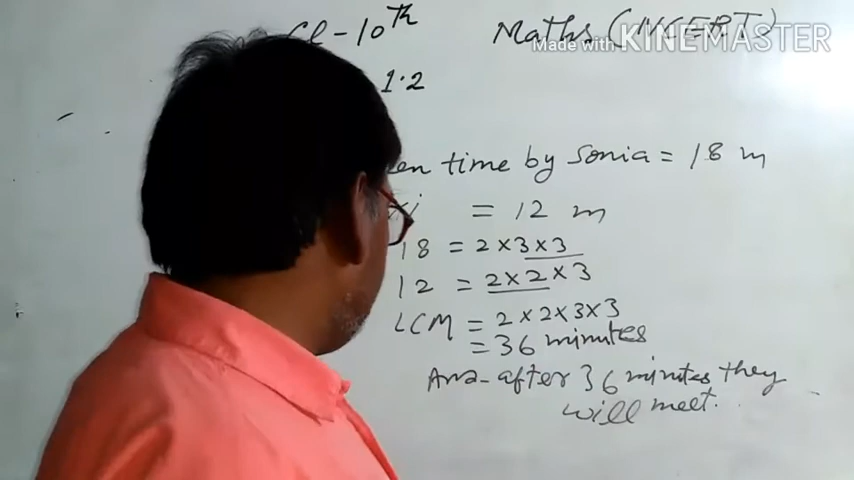 Cl - 10th Maths (NCERT)
Made with KINEMASTER
1.2
en time by Sonia = 18 m
i = 12 m
18 = 2×3×3
12 = 2×2×3
LCM = 2×2×3×3
= 36 minutes
Ans - after 36 minutes they
will meet.